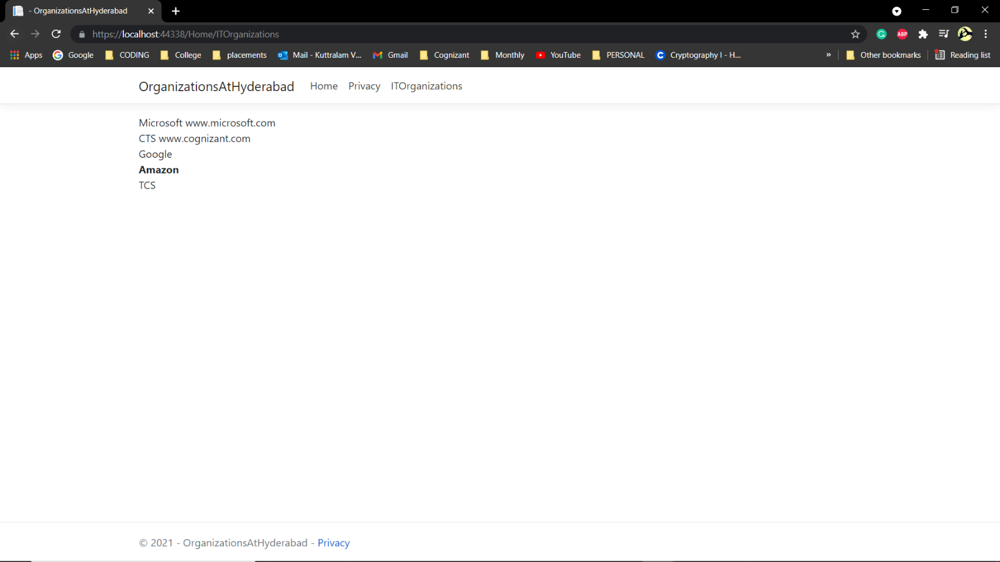 - OrganizationsAtHyderabad
https://localhost:44338/Home/ITOrganizations
ABP
Apps Google CODING College placements Mail - Kuttralam V... Gmail Cognizant Monthly YouTube PERSONAL Cryptography I - H... » Other bookmarks Reading list
OrganizationsAtHyderabad Home Privacy ITOrganizations
Microsoft www.microsoft.com
CTS www.cognizant.com
Google
Amazon
TCS
© 2021 - OrganizationsAtHyderabad - Privacy